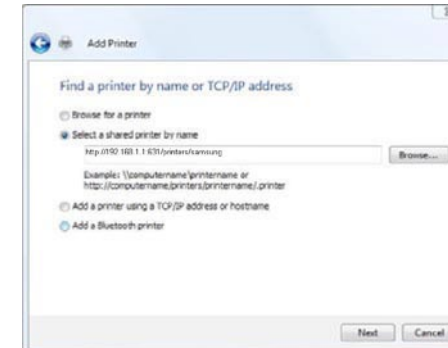 Add Printer
Find a printer by name or TCP/IP address
Browse for a printer
Select a shared printer by name
http://192.168.1.1:631/printers/samsung
Browse...
Example: \\computername\printername or
http://computername/printers/printername/.printer
Add a printer using a TCP/IP address or hostname
Add a Bluetooth printer
Next
Cancel